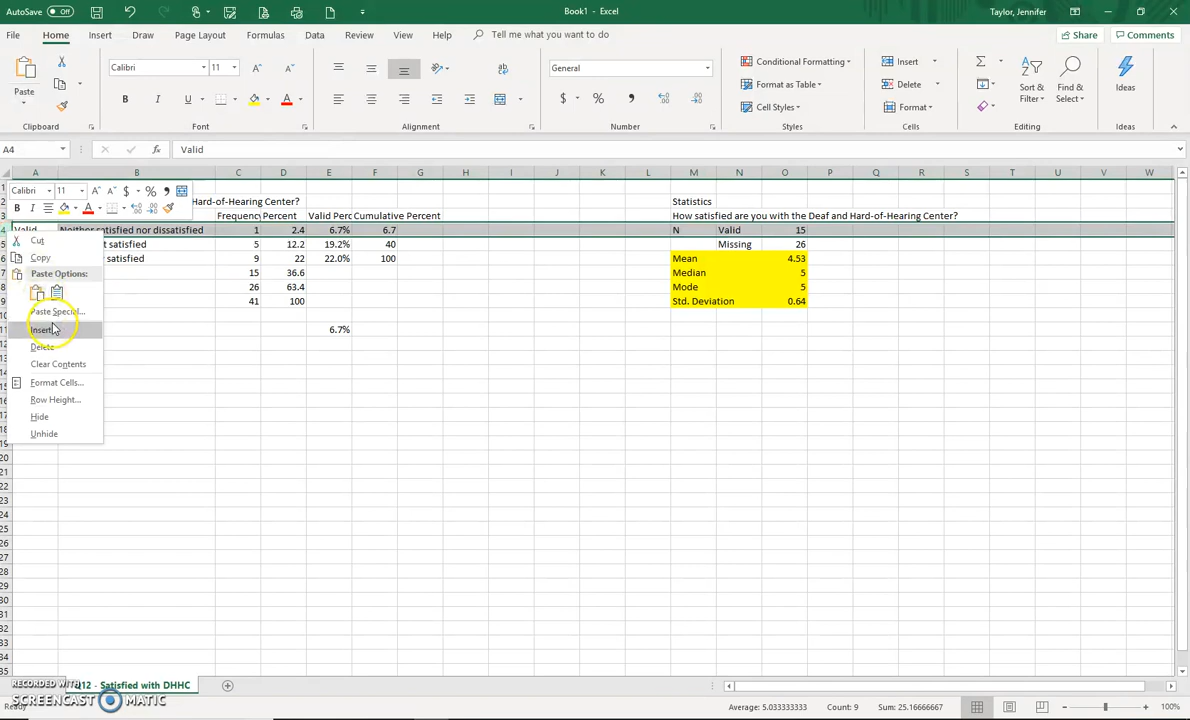 AutoSave Off Book1 - Excel Taylor, Jennifer
File Home Insert Draw Page Layout Formulas Data Review View Help Tell me what you want to do Share Comments
Paste Calibri 11 General Conditional Formatting Format as Table Cell Styles Insert Delete Format Sort & Filter Find & Select Ideas
Clipboard Font Alignment Number Styles Cells Editing Ideas
A4 Valid
A B C D E F G H I J K L M N O P Q R S T U V W
Calibri 11
Hard-of-Hearing Center? Statistics
Frequency Percent Valid Perc Cumulative Percent How satisfied are you with the Deaf and Hard-of-Hearing Center?
Valid Neither satisfied nor dissatisfied 1 2.4 6.7% 6.7 N Valid 15
t satisfied 5 12.2 19.2% 40 Missing 26
satisfied 9 22 22.0% 100 Mean 4.53
15 36.6 Median 5
26 63.4 Mode 5
41 100 Std. Deviation 0.64
6.7%
Cut
Copy
Paste Options:
Paste Special...
Insert
Delete
Clear Contents
Format Cells...
Row Height...
Hide
Unhide
Q12 - Satisfied with DHHC
RECORDED WITH
SCREENCAST MATIC
Ready Average: 5.033333333 Count: 9 Sum: 25.16666667 100%